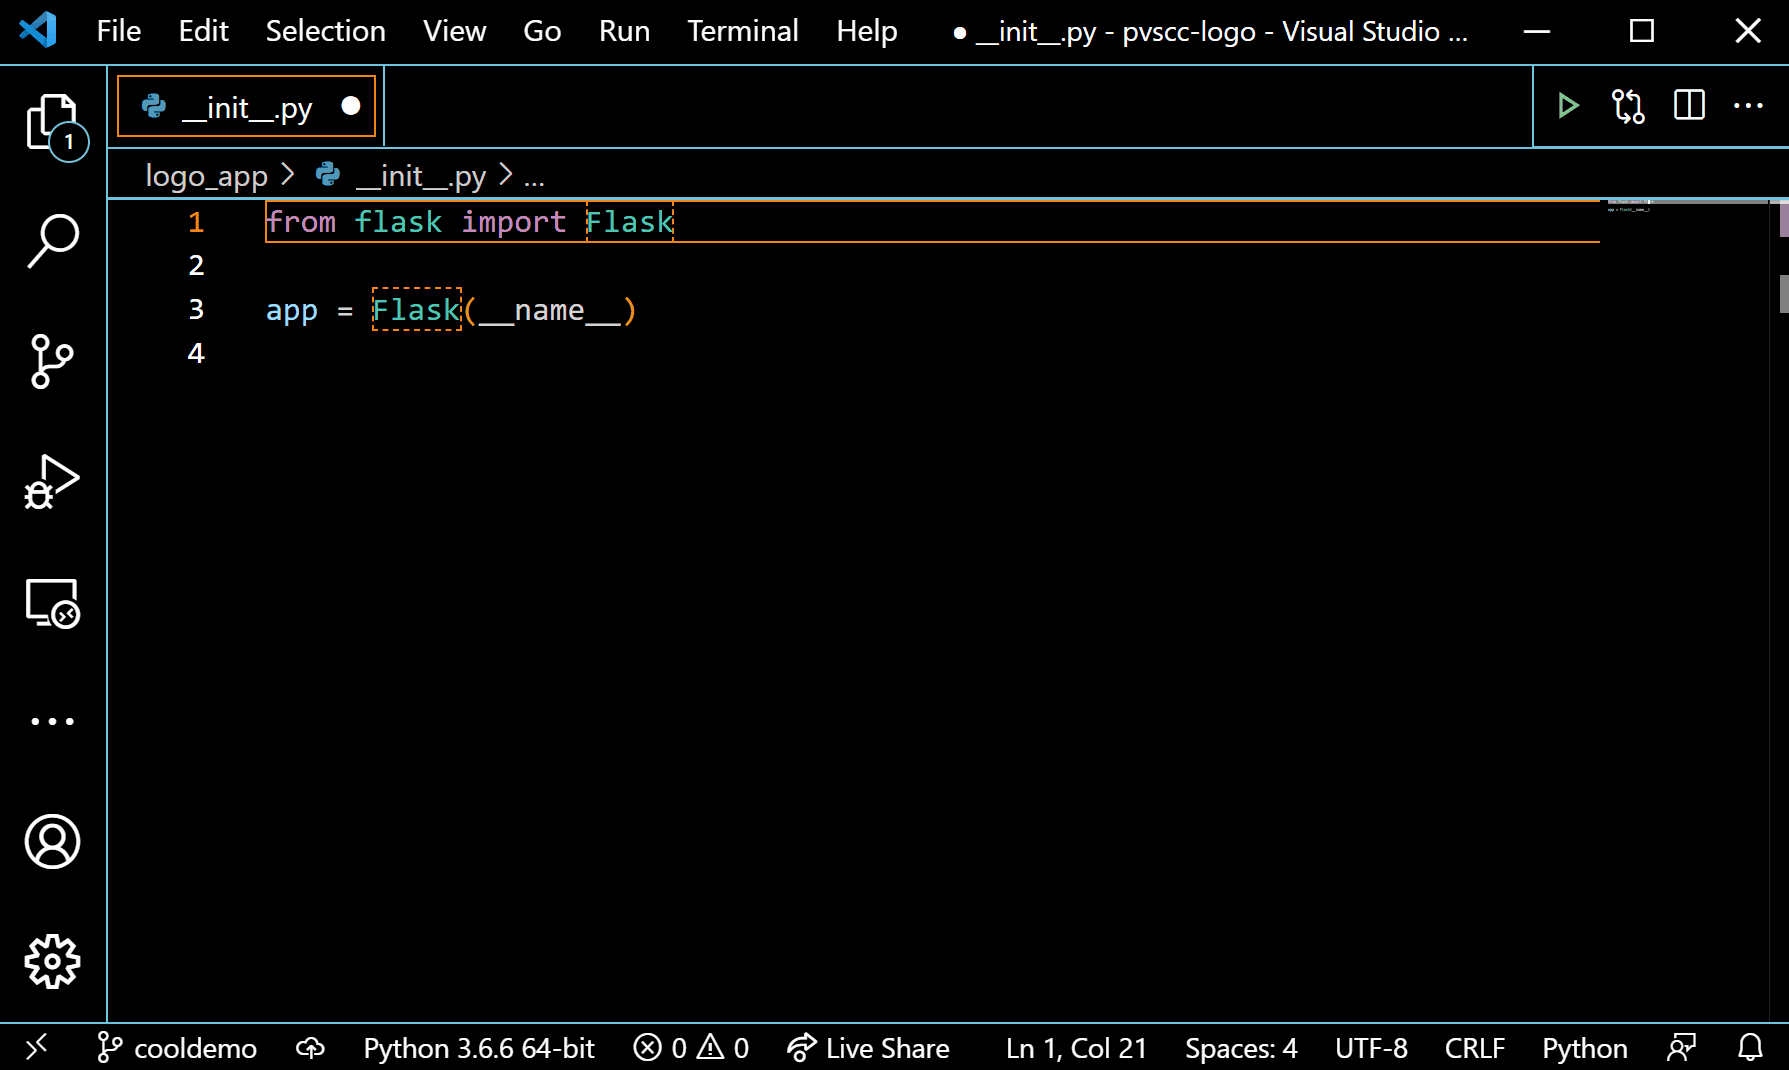 File Edit Selection View Go Run Terminal Help ● __init__.py - pvscc-logo - Visual Studio ...
__init__.py
1
logo_app > __init__.py > ...
1 from flask import Flask
2
3 app = Flask(__name__)
4
cooldemo Python 3.6.6 64-bit 0 0 Live Share Ln 1, Col 21 Spaces: 4 UTF-8 CRLF Python